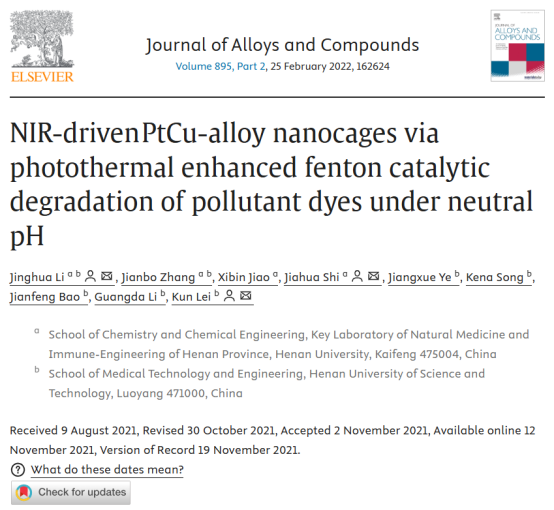 ELSEVIER
Journal of Alloys and Compounds
Volume 895, Part 2, 25 February 2022, 162624
ALLOYS AND COMPOUNDS
NIR-driven PtCu-alloy nanocages via
photothermal enhanced fenton catalytic
degradation of pollutant dyes under neutral
pH
Jinghua Li a b, Jianbo Zhang a b, Xibin Jiao a, Jiahua Shi a, Jiangxue Ye b, Kena Song b,
Jianfeng Bao b, Guangda Li b, Kun Lei b
a School of Chemistry and Chemical Engineering, Key Laboratory of Natural Medicine and
Immune-Engineering of Henan Province, Henan University, Kaifeng 475004, China
b School of Medical Technology and Engineering, Henan University of Science and
Technology, Luoyang 471000, China
Received 9 August 2021, Revised 30 October 2021, Accepted 2 November 2021, Available online 12
November 2021, Version of Record 19 November 2021.
? What do these dates mean?
Check for updates